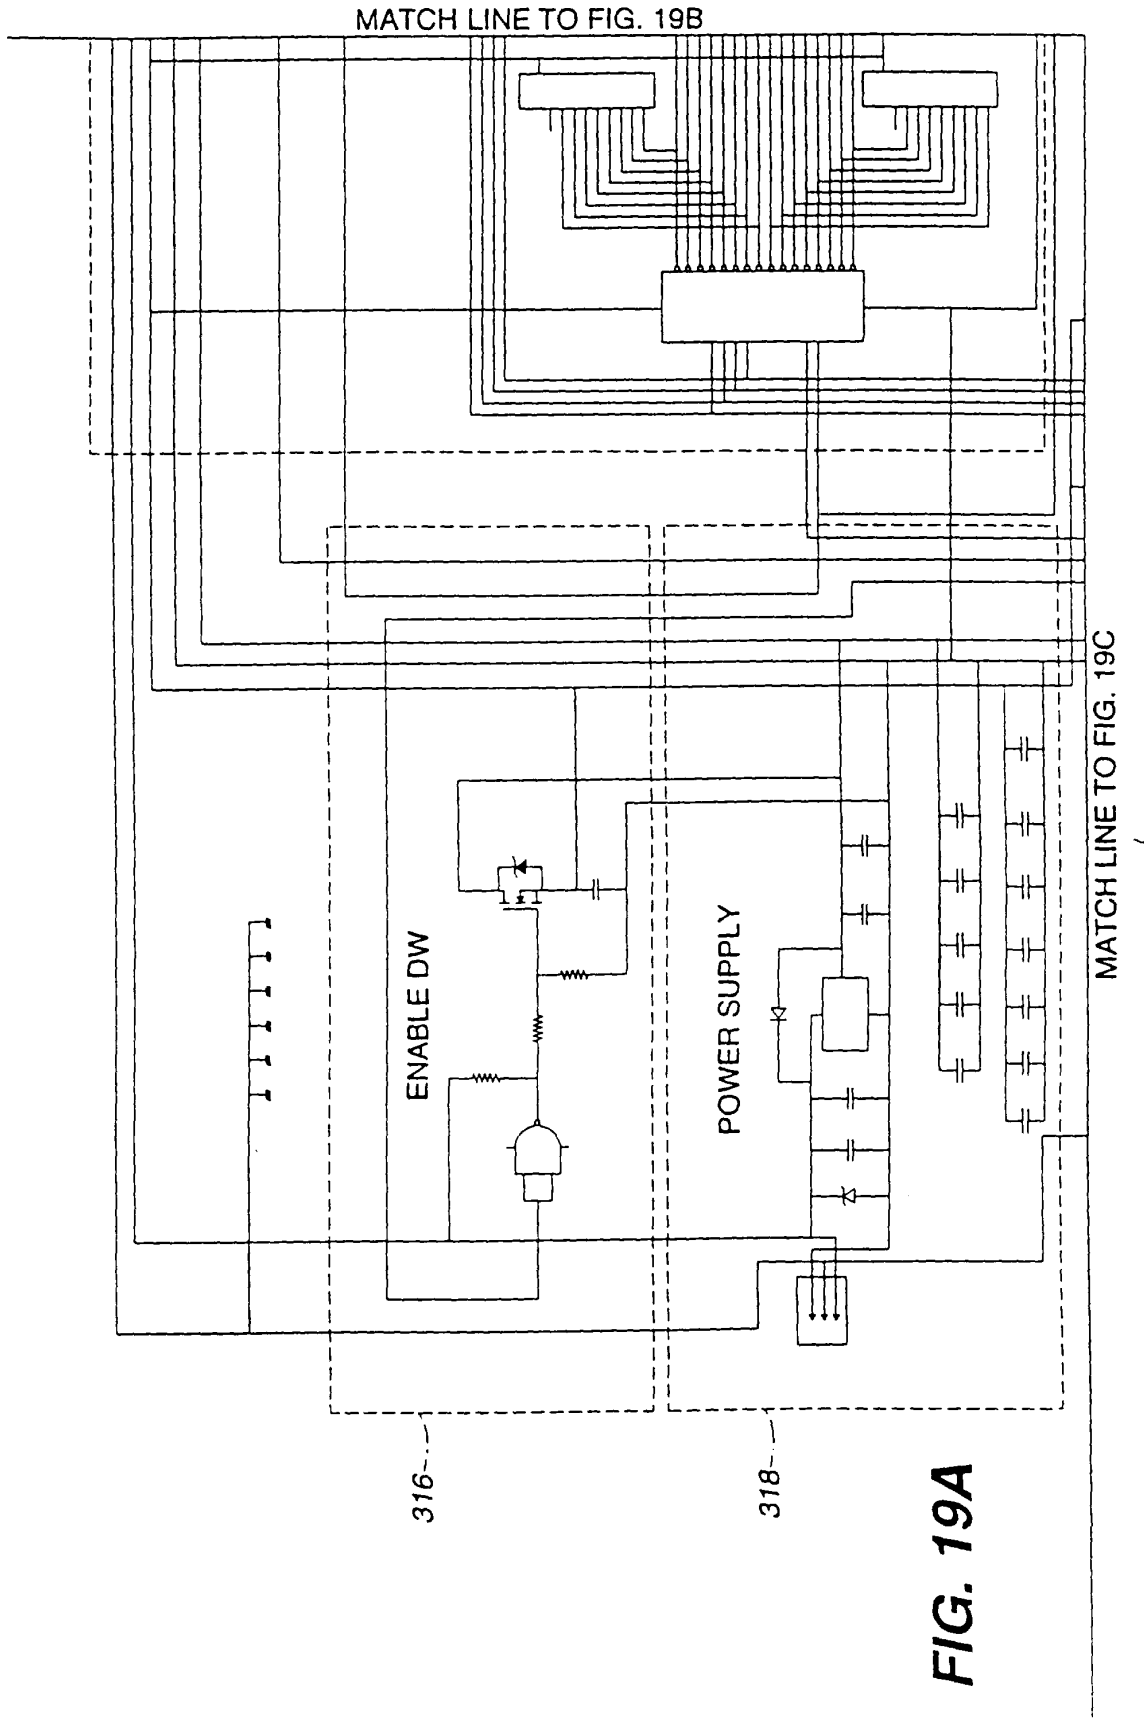 MATCH LINE TO FIG. 19B
ENABLE DW
POWER SUPPLY
MATCH LINE TO FIG. 19C
316
318
FIG. 19A